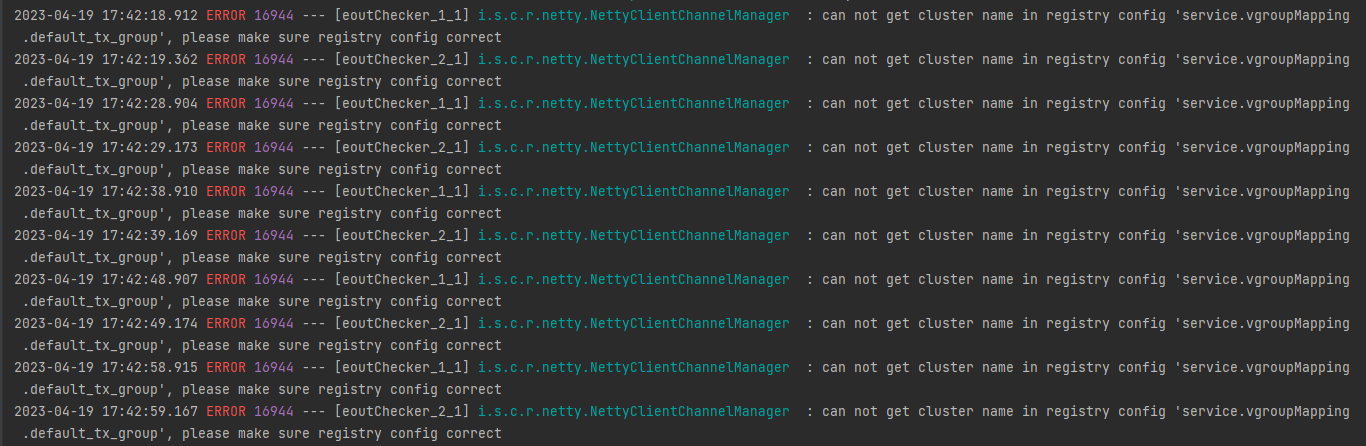 2023-04-19 17:42:18.912 ERROR 16944 --- [eoutChecker_1_1] i.s.c.r.netty.NettyClientChannelManager  : can not get cluster name in registry config 'service.vgroupMapping
.default_tx_group', please make sure registry config correct
2023-04-19 17:42:19.362 ERROR 16944 --- [eoutChecker_2_1] i.s.c.r.netty.NettyClientChannelManager  : can not get cluster name in registry config 'service.vgroupMapping
.default_tx_group', please make sure registry config correct
2023-04-19 17:42:28.904 ERROR 16944 --- [eoutChecker_1_1] i.s.c.r.netty.NettyClientChannelManager  : can not get cluster name in registry config 'service.vgroupMapping
.default_tx_group', please make sure registry config correct
2023-04-19 17:42:29.173 ERROR 16944 --- [eoutChecker_2_1] i.s.c.r.netty.NettyClientChannelManager  : can not get cluster name in registry config 'service.vgroupMapping
.default_tx_group', please make sure registry config correct
2023-04-19 17:42:38.910 ERROR 16944 --- [eoutChecker_1_1] i.s.c.r.netty.NettyClientChannelManager  : can not get cluster name in registry config 'service.vgroupMapping
.default_tx_group', please make sure registry config correct
2023-04-19 17:42:39.169 ERROR 16944 --- [eoutChecker_2_1] i.s.c.r.netty.NettyClientChannelManager  : can not get cluster name in registry config 'service.vgroupMapping
.default_tx_group', please make sure registry config correct
2023-04-19 17:42:48.907 ERROR 16944 --- [eoutChecker_1_1] i.s.c.r.netty.NettyClientChannelManager  : can not get cluster name in registry config 'service.vgroupMapping
.default_tx_group', please make sure registry config correct
2023-04-19 17:42:49.174 ERROR 16944 --- [eoutChecker_2_1] i.s.c.r.netty.NettyClientChannelManager  : can not get cluster name in registry config 'service.vgroupMapping
.default_tx_group', please make sure registry config correct
2023-04-19 17:42:58.915 ERROR 16944 --- [eoutChecker_1_1] i.s.c.r.netty.NettyClientChannelManager  : can not get cluster name in registry config 'service.vgroupMapping
.default_tx_group', please make sure registry config correct
2023-04-19 17:42:59.167 ERROR 16944 --- [eoutChecker_2_1] i.s.c.r.netty.NettyClientChannelManager  : can not get cluster name in registry config 'service.vgroupMapping
.default_tx_group', please make sure registry config correct